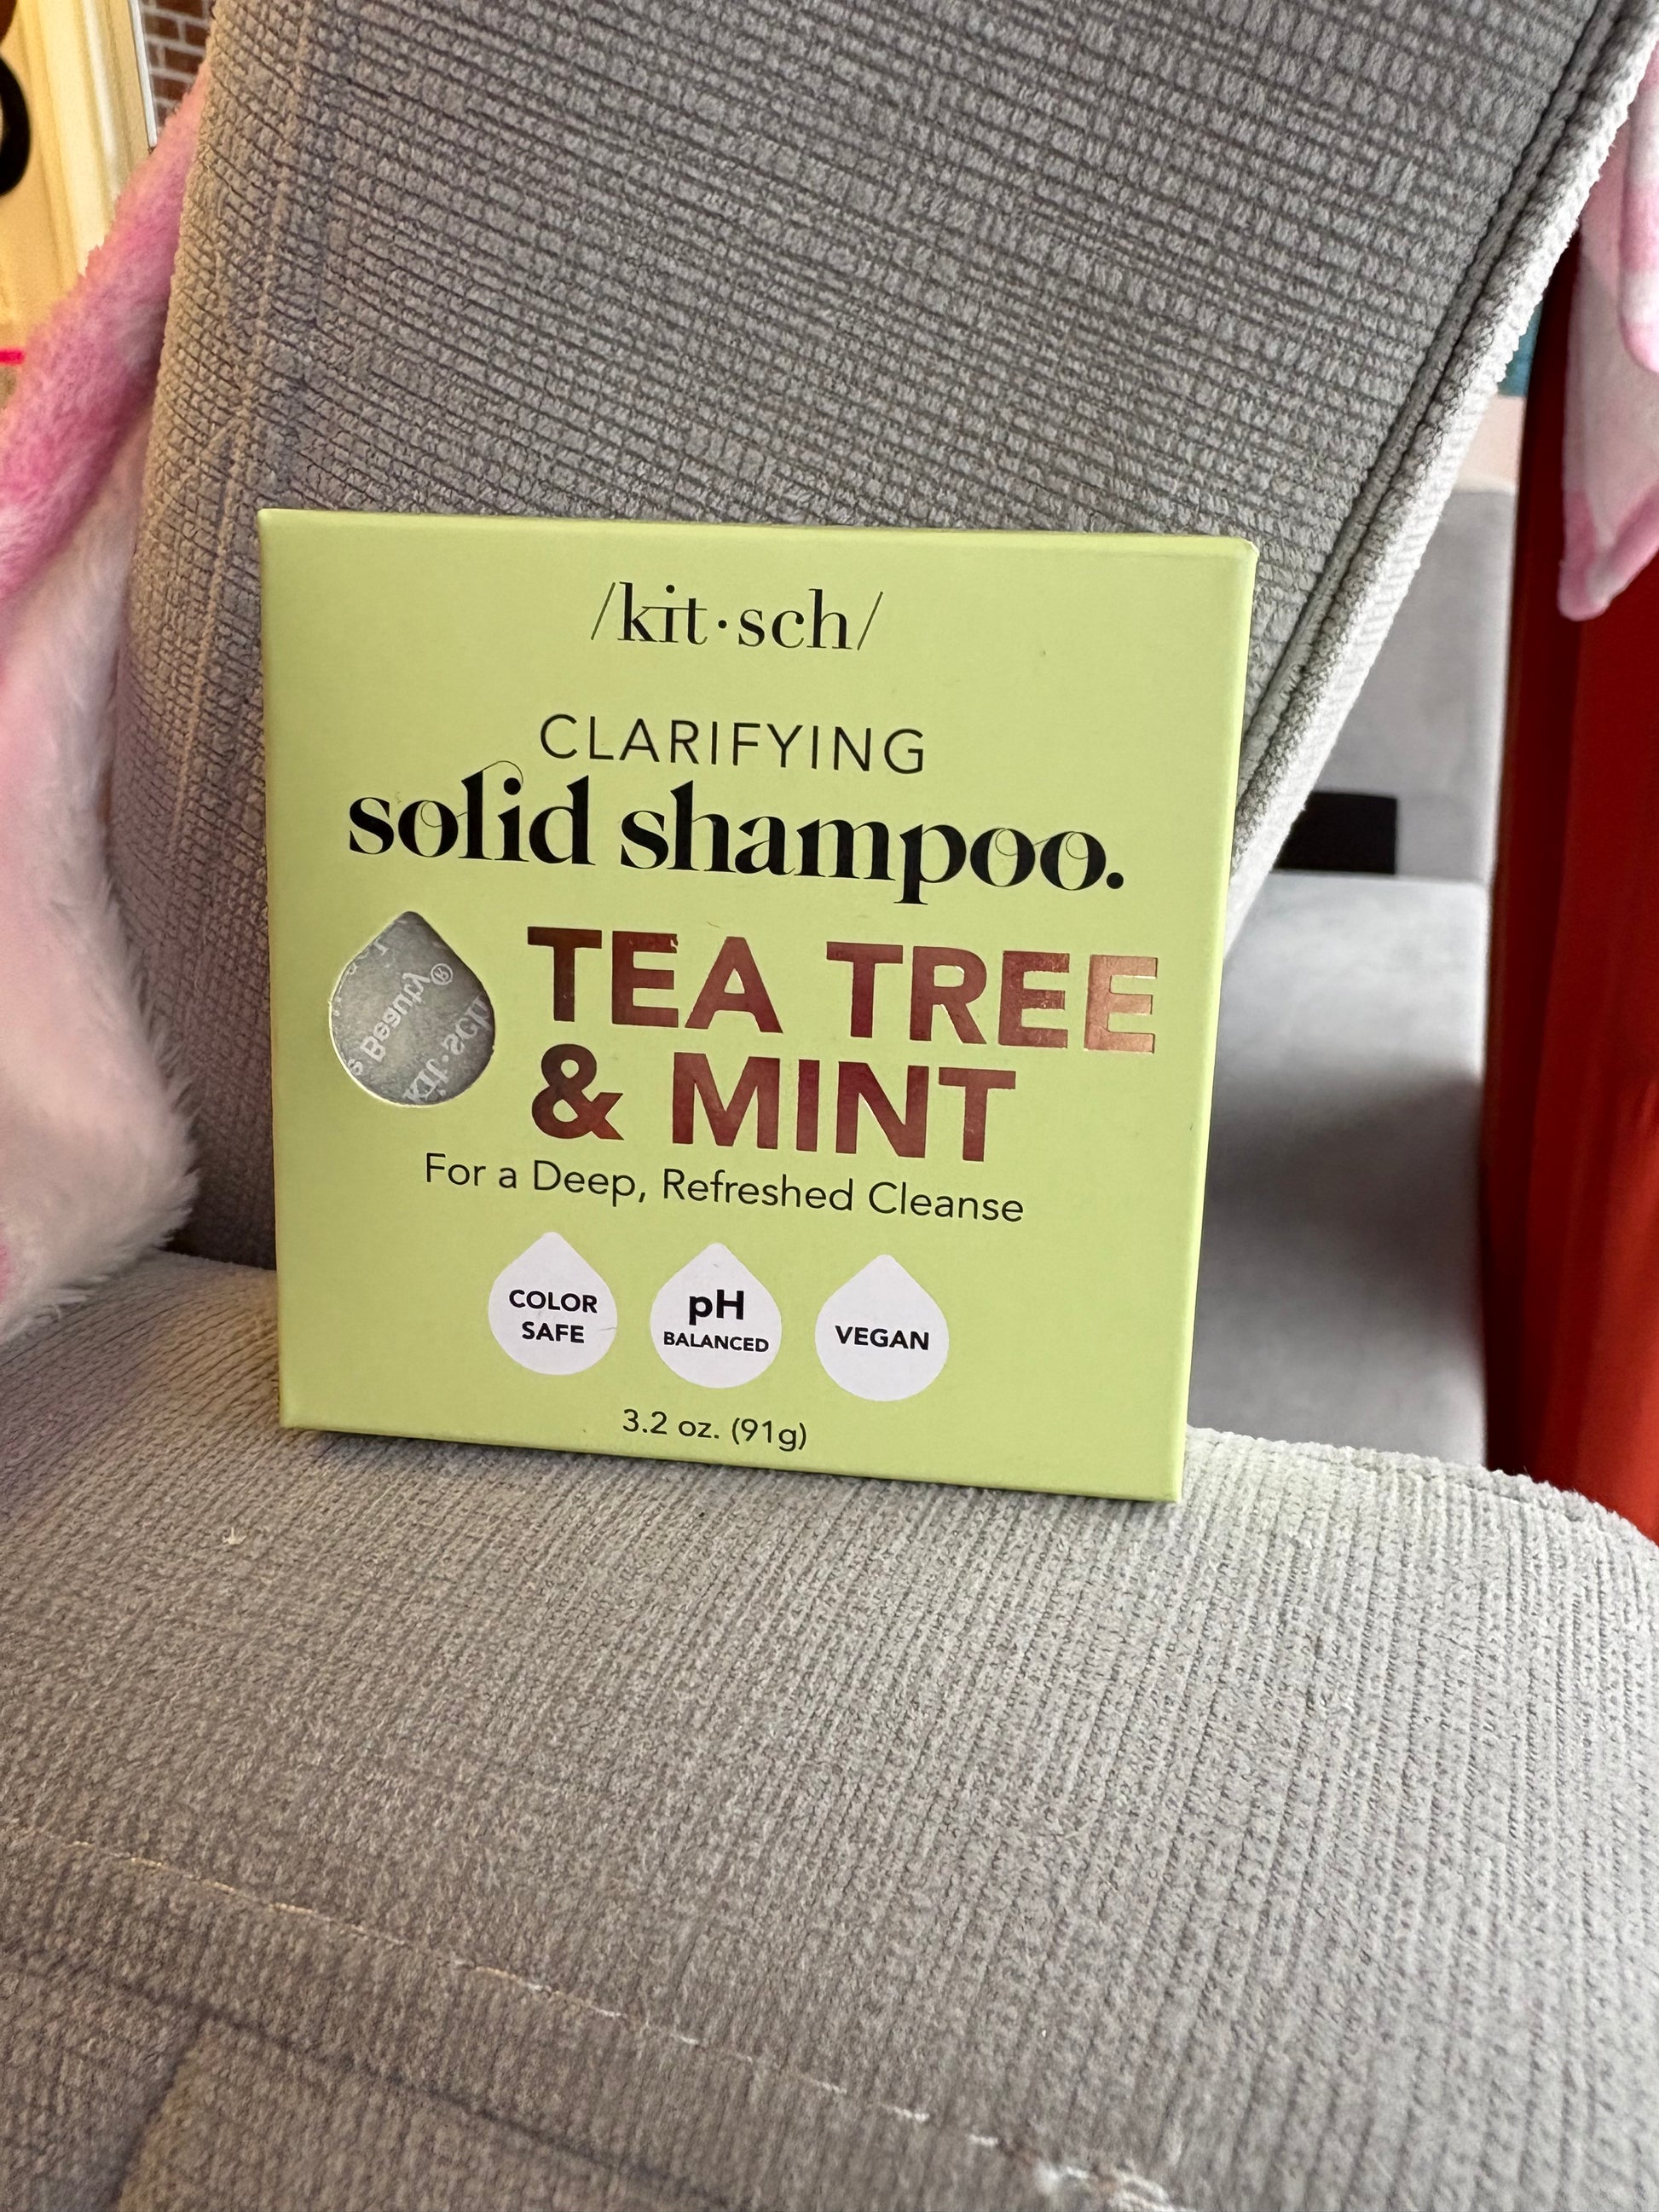 /kit·sch/
CLARIFYING
solid shampoo.
TEA TREE
& MINT
Beauty®
For a Deep, Refreshed Cleanse
COLOR
SAFE
pH
BALANCED
VEGAN
3.2 oz. (91g)